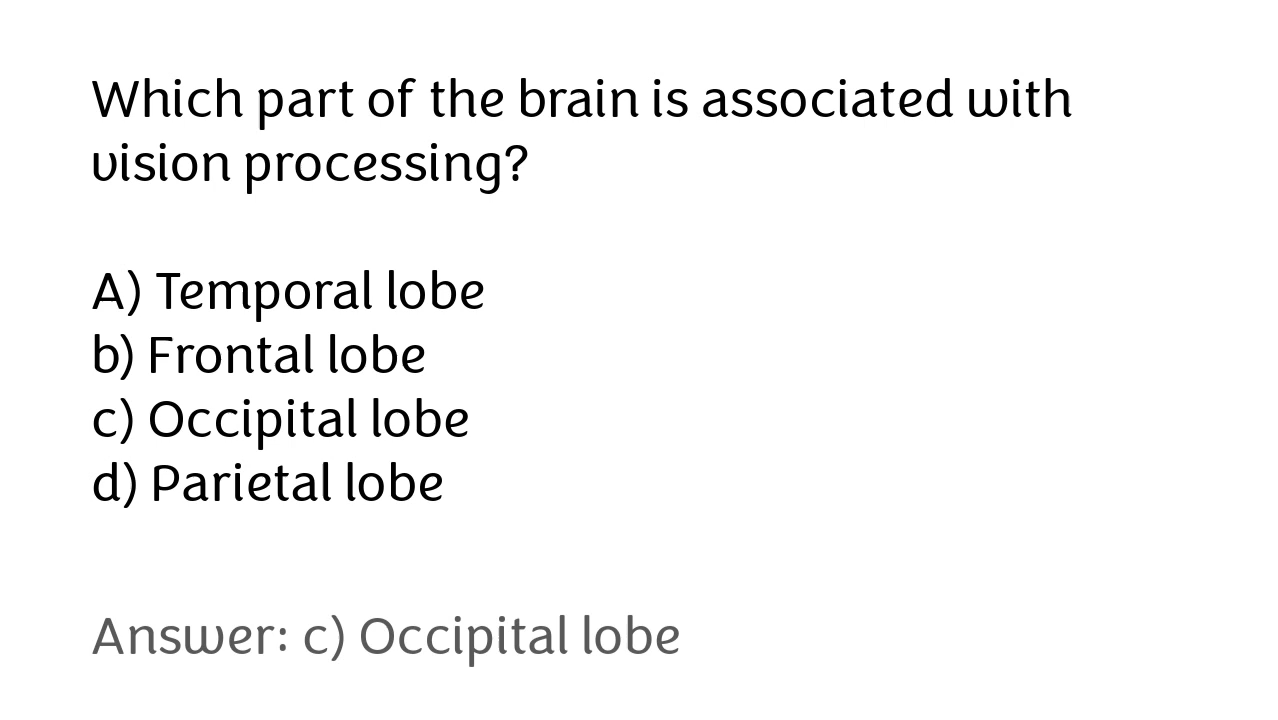 Which part of the brain is associated with
vision processing?
A) Temporal lobe
b) Frontal lobe
c) Occipital lobe
d) Parietal lobe
Answer: c) Occipital lobe